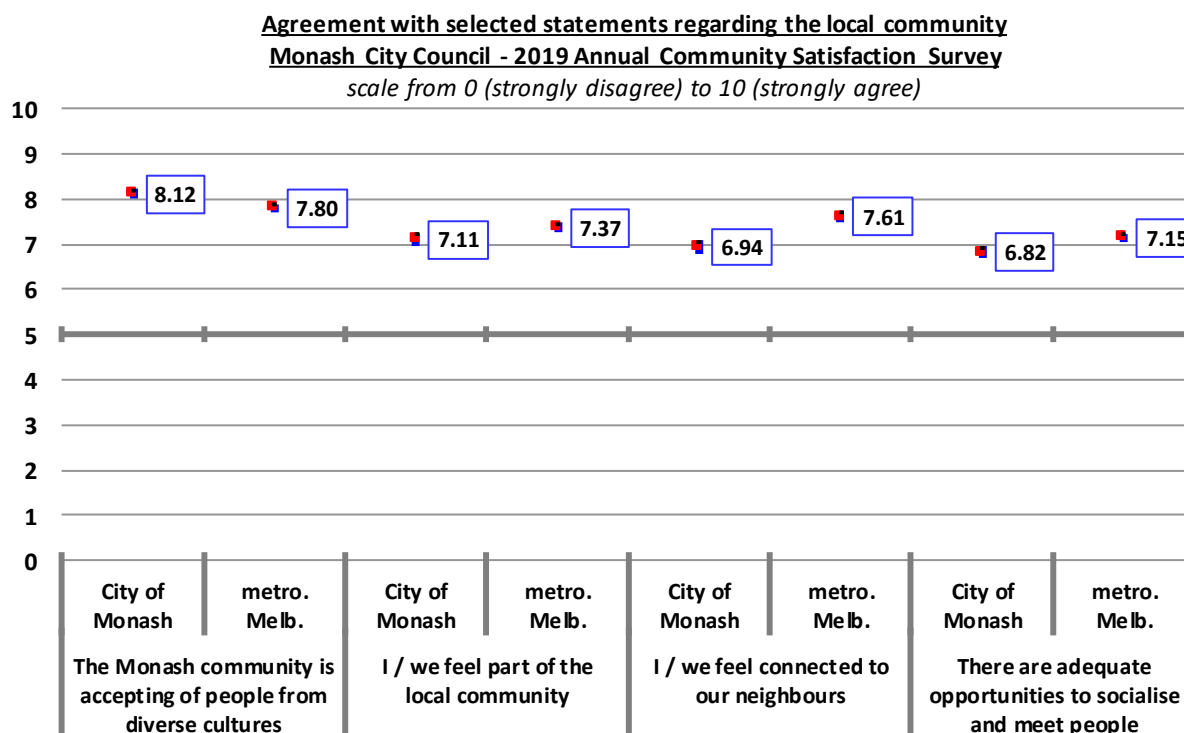 Agreement with selected statements regarding the local community
Monash City Council - 2019 Annual Community Satisfaction Survey
scale from 0 (strongly disagree) to 10 (strongly agree)
10
9
8
7
6
5
4
3
2
1
0
8.12
7.80
7.11
7.37
6.94
7.61
6.82
7.15
City of
Monash
metro.
Melb.
City of
Monash
metro.
Melb.
City of
Monash
metro.
Melb.
City of
Monash
metro.
Melb.
The Monash community is
accepting of people from
diverse cultures
I / we feel part of the
local community
I / we feel connected to
our neighbours
There are adequate
opportunities to socialise
and meet people